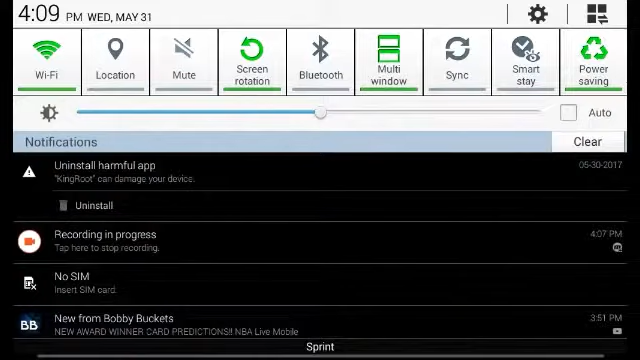 4:09 PM WED, MAY 31
Wi-Fi
Location
Mute
Screen
rotation
Bluetooth
Multi
window
Sync
Smart
stay
Power
saving
Auto
Notifications
Clear
Uninstall harmful app
05-30-2017
"KingRoot" can damage your device.
Uninstall
Recording in progress
4:07 PM
Tap here to stop recording.
No SIM
Insert SIM card.
BB
New from Bobby Buckets
3:51 PM
NEW AWARD WINNER CARD PREDICTIONS!! NBA Live Mobile
Sprint